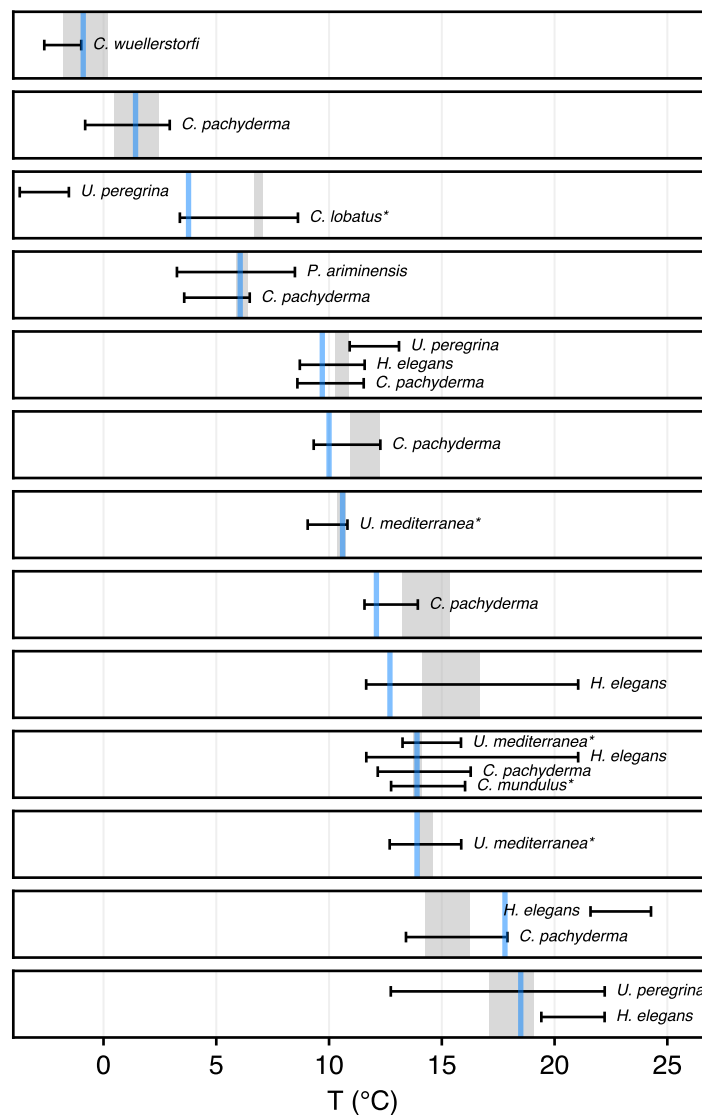 C. wuellerstorfi
C. pachyderma
U. peregrina
C. lobatus*
P. ariminensis
C. pachyderma
U. peregrina
H. elegans
C. pachyderma
C. pachyderma
U. mediterranea*
C. pachyderma
H. elegans
U. mediterranea*
H. elegans
C. pachyderma
C. mundulus*
U. mediterranea*
H. elegans
C. pachyderma
U. peregrina
H. elegans
0 5 10 15 20 25
T (°C)